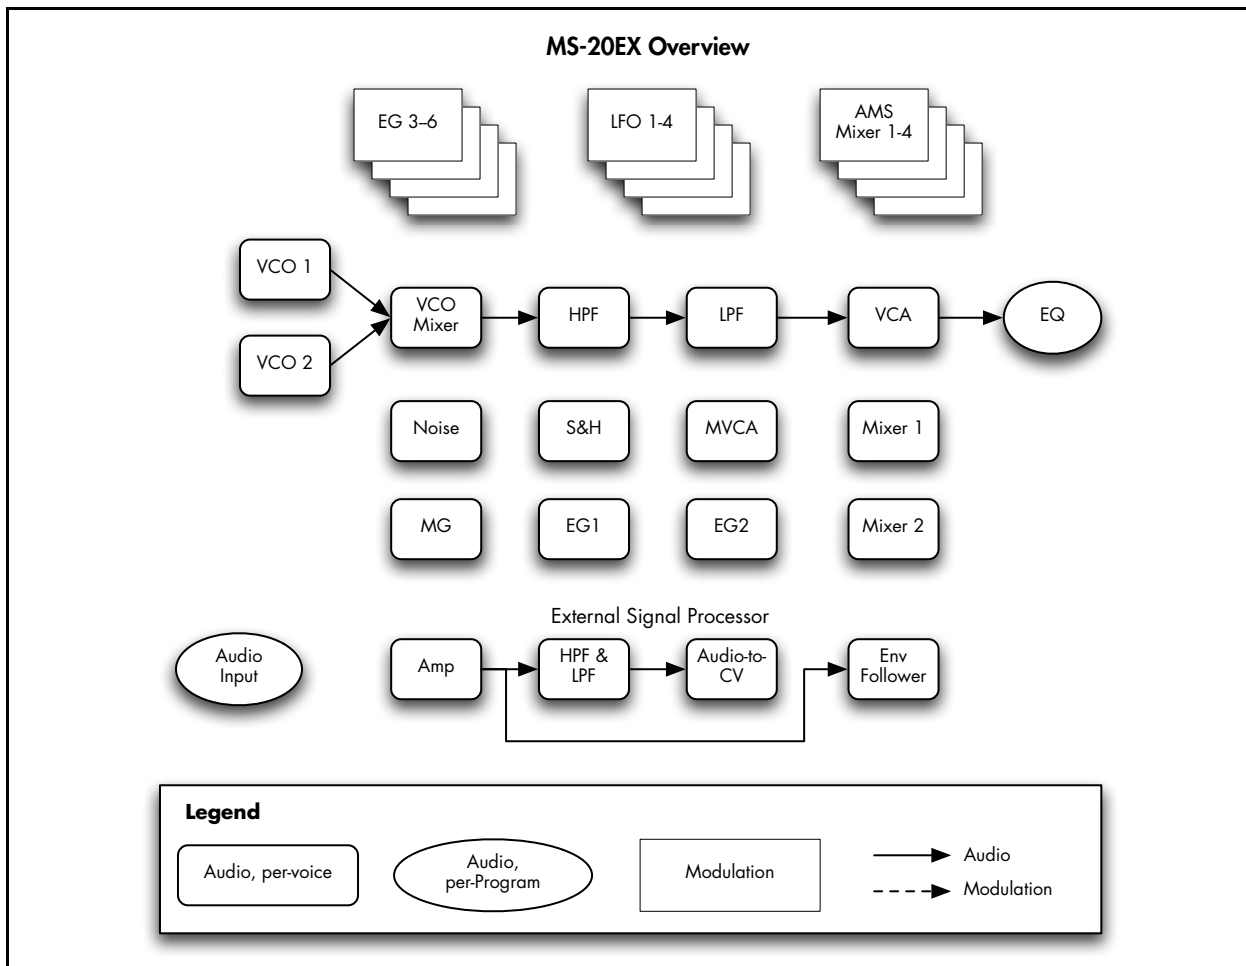 MS-20EX Overview
EG 3–6
LFO 1-4
AMS
Mixer 1-4
VCO 1
VCO 2
VCO
Mixer
HPF
LPF
VCA
EQ
Noise
S&H
MVCA
Mixer 1
MG
EG1
EG2
Mixer 2
External Signal Processor
Audio
Input
Amp
HPF &
LPF
Audio-to-
CV
Env
Follower
Legend
Audio, per-voice
Audio,
per-Program
Modulation
Audio
Modulation